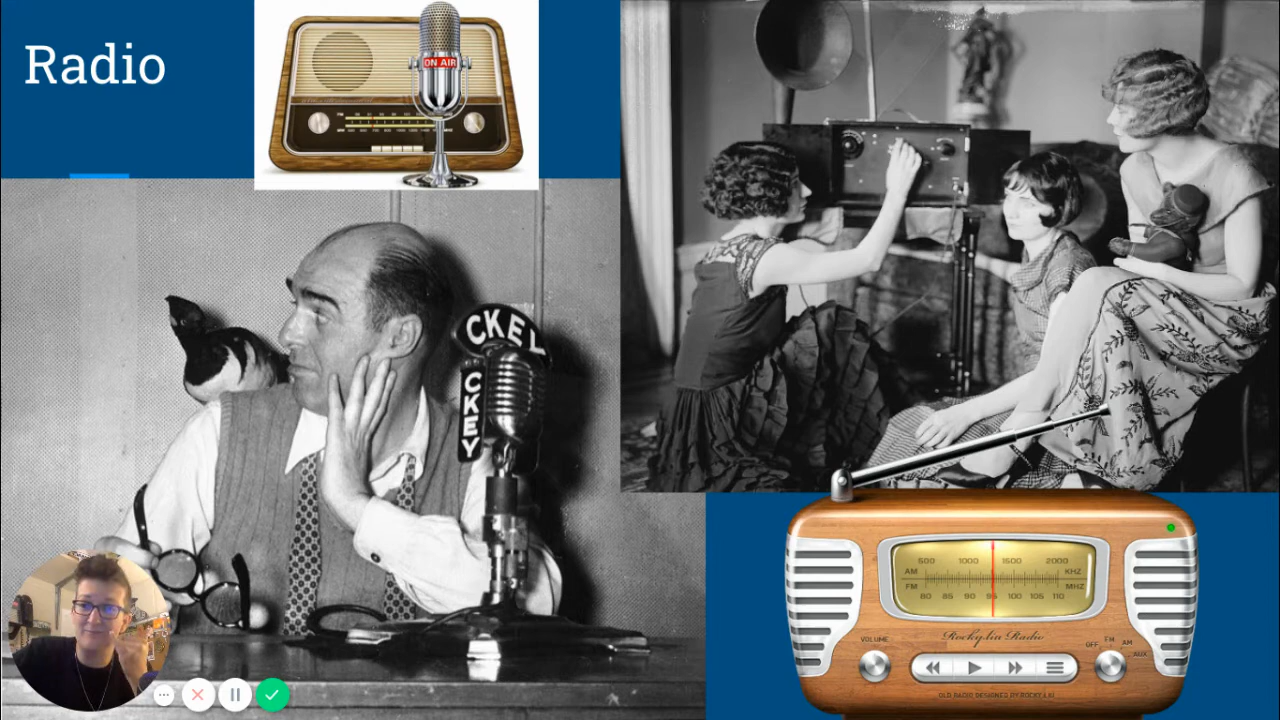 Radio
ON AIR
CKEL
CKEY
500 1000 1500 2000
AM KHZ
FM MHZ
80 85 90 95 100 105 110
VOLUME
Rockylia Radio
OFF FM AM AUX
OLD RADIO DESIGNED BY ROCKY LIU